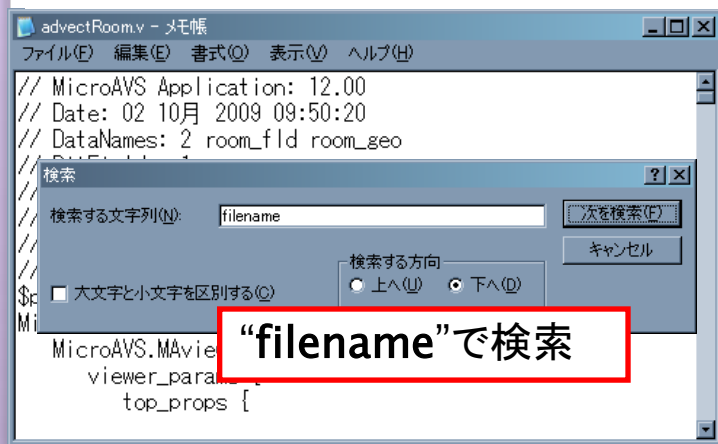 advectRoom.v - メモ帳
ファイル(F) 編集(E) 書式(O) 表示(V) ヘルプ(H)
// MicroAVS Application: 12.00
// Date: 02 10月 2009 09:50:20
// DataNames: 2 room_fld room_geo
//
検索
//
検索する文字列(N): filename 次を検索(F)
//
キャンセル
//
検索する方向
//
大文字と小文字を区別する(C) 上へ(U) 下へ(D)
$p
Mi
"filename"で検索
MicroAVS.MAvie
viewer_params {
top_props {